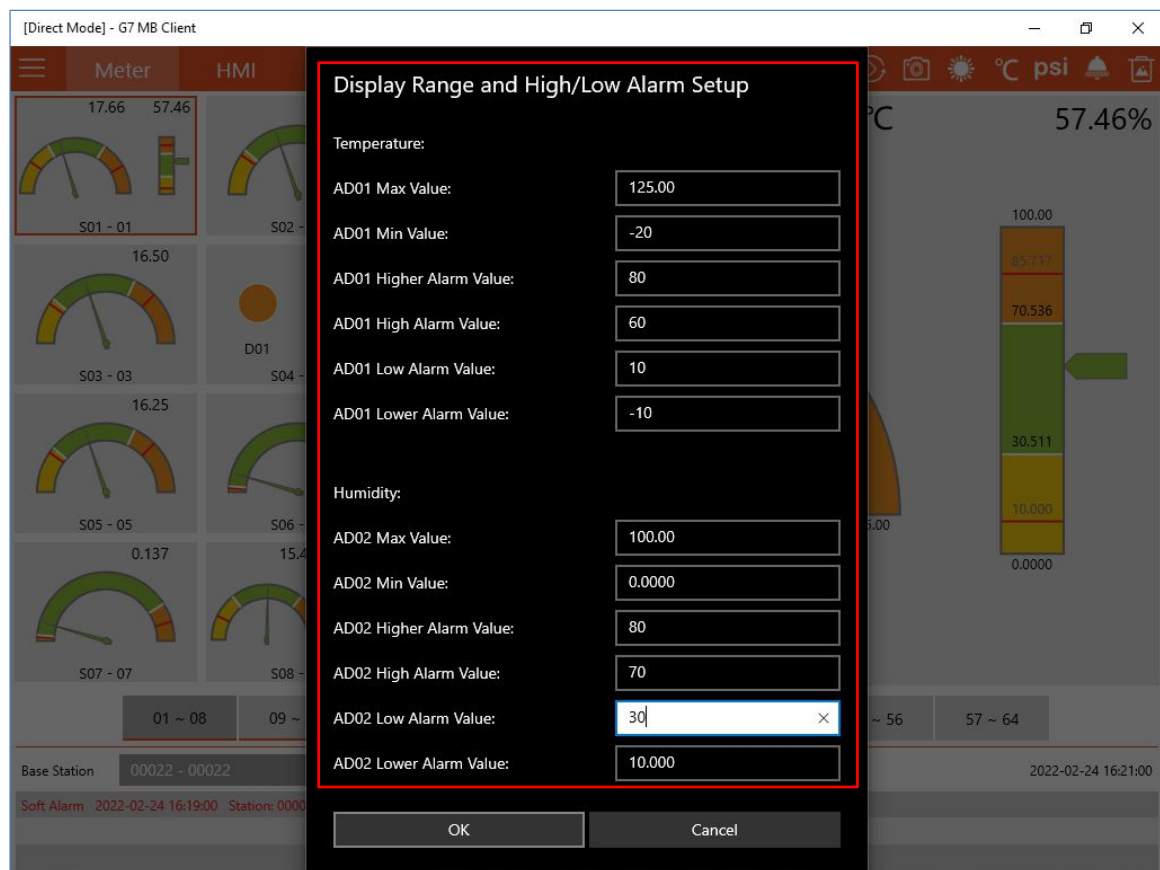 [Direct Mode] - G7 MB Client
Meter HMI
°C psi
Display Range and High/Low Alarm Setup
Temperature:
AD01 Max Value: 125.00
AD01 Min Value: -20
AD01 Higher Alarm Value: 80
AD01 High Alarm Value: 60
AD01 Low Alarm Value: 10
AD01 Lower Alarm Value: -10
Humidity:
AD02 Max Value: 100.00
AD02 Min Value: 0.0000
AD02 Higher Alarm Value: 80
AD02 High Alarm Value: 70
AD02 Low Alarm Value: 30
AD02 Lower Alarm Value: 10.000
OK Cancel
17.66 57.46
S01 - 01
S02 -
16.50
S03 - 03
D01
S04 -
16.25
S05 - 05
S06 -
0.137
S07 - 07
15.4
S08 -
°C 57.46%
100.00
85.717
70.536
30.511
10.000
0.0000
5.00
01 ~ 08 09 ~ ~ 56 57 ~ 64
Base Station 00022 - 00022 2022-02-24 16:21:00
Soft Alarm 2022-02-24 16:19:00 Station: 0000